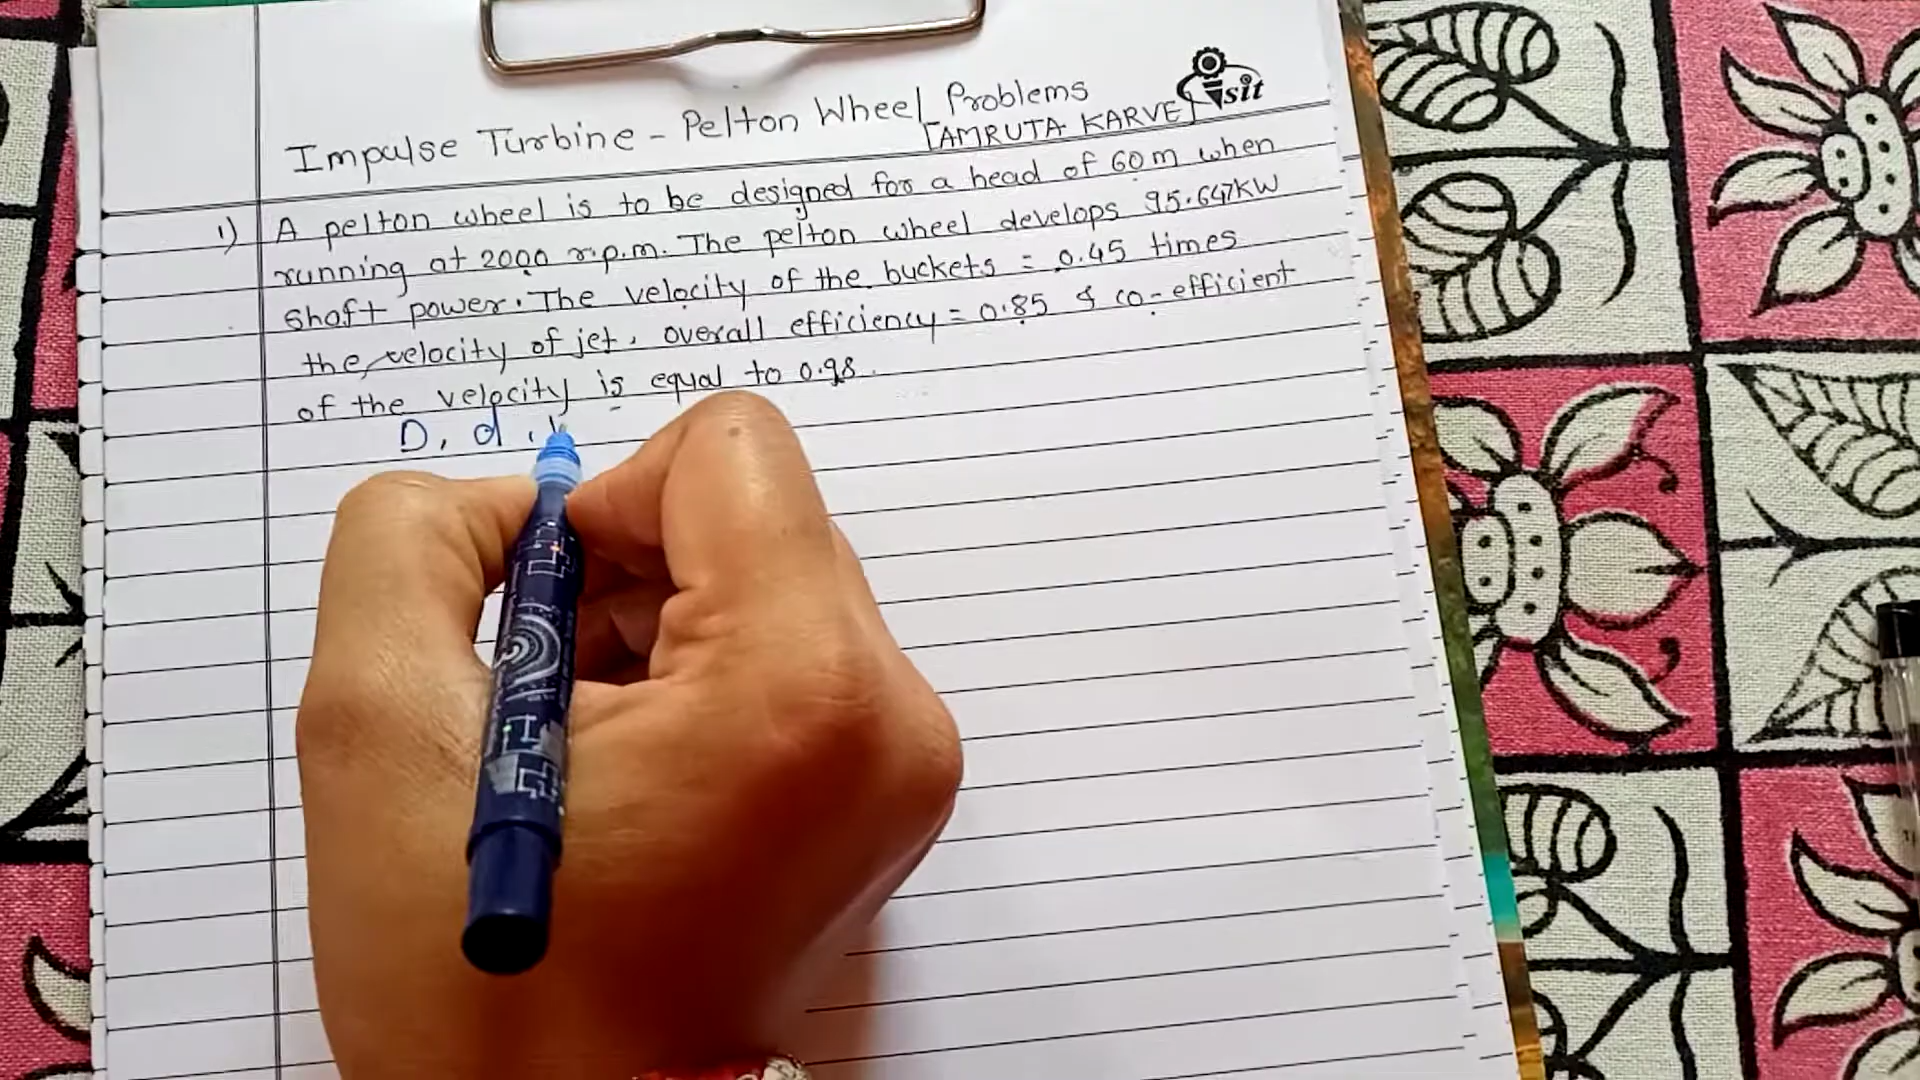 Impulse Turbine - Pelton Wheel Problems
[AMRUTA KARVE]
sit
1) A pelton wheel is to be designed for a head of 60m when
running at 2000 r.p.m. The pelton wheel develops 95.647KW
shaft power. The velocity of the buckets = 0.45 times
the velocity of jet, overall efficiency = 0.85 & co-efficient
of the velocity is equal to 0.98.
D, d,